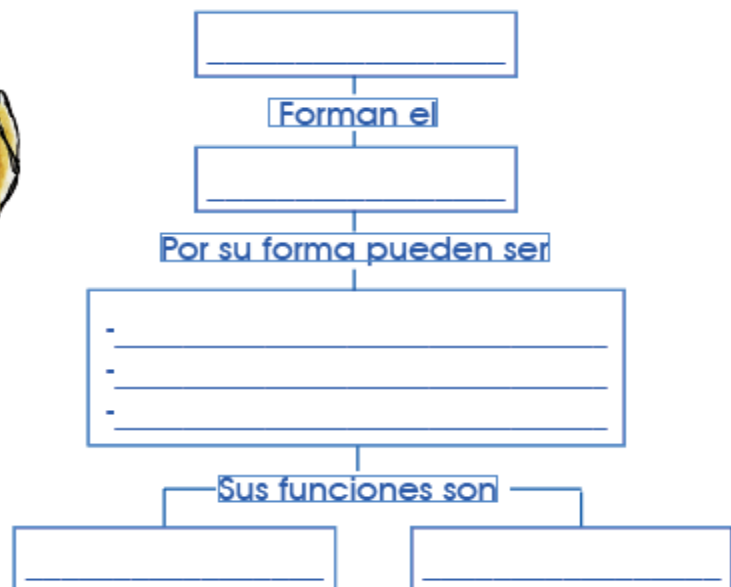 Forman el
Por su forma pueden ser
-
-
-
Sus funciones son